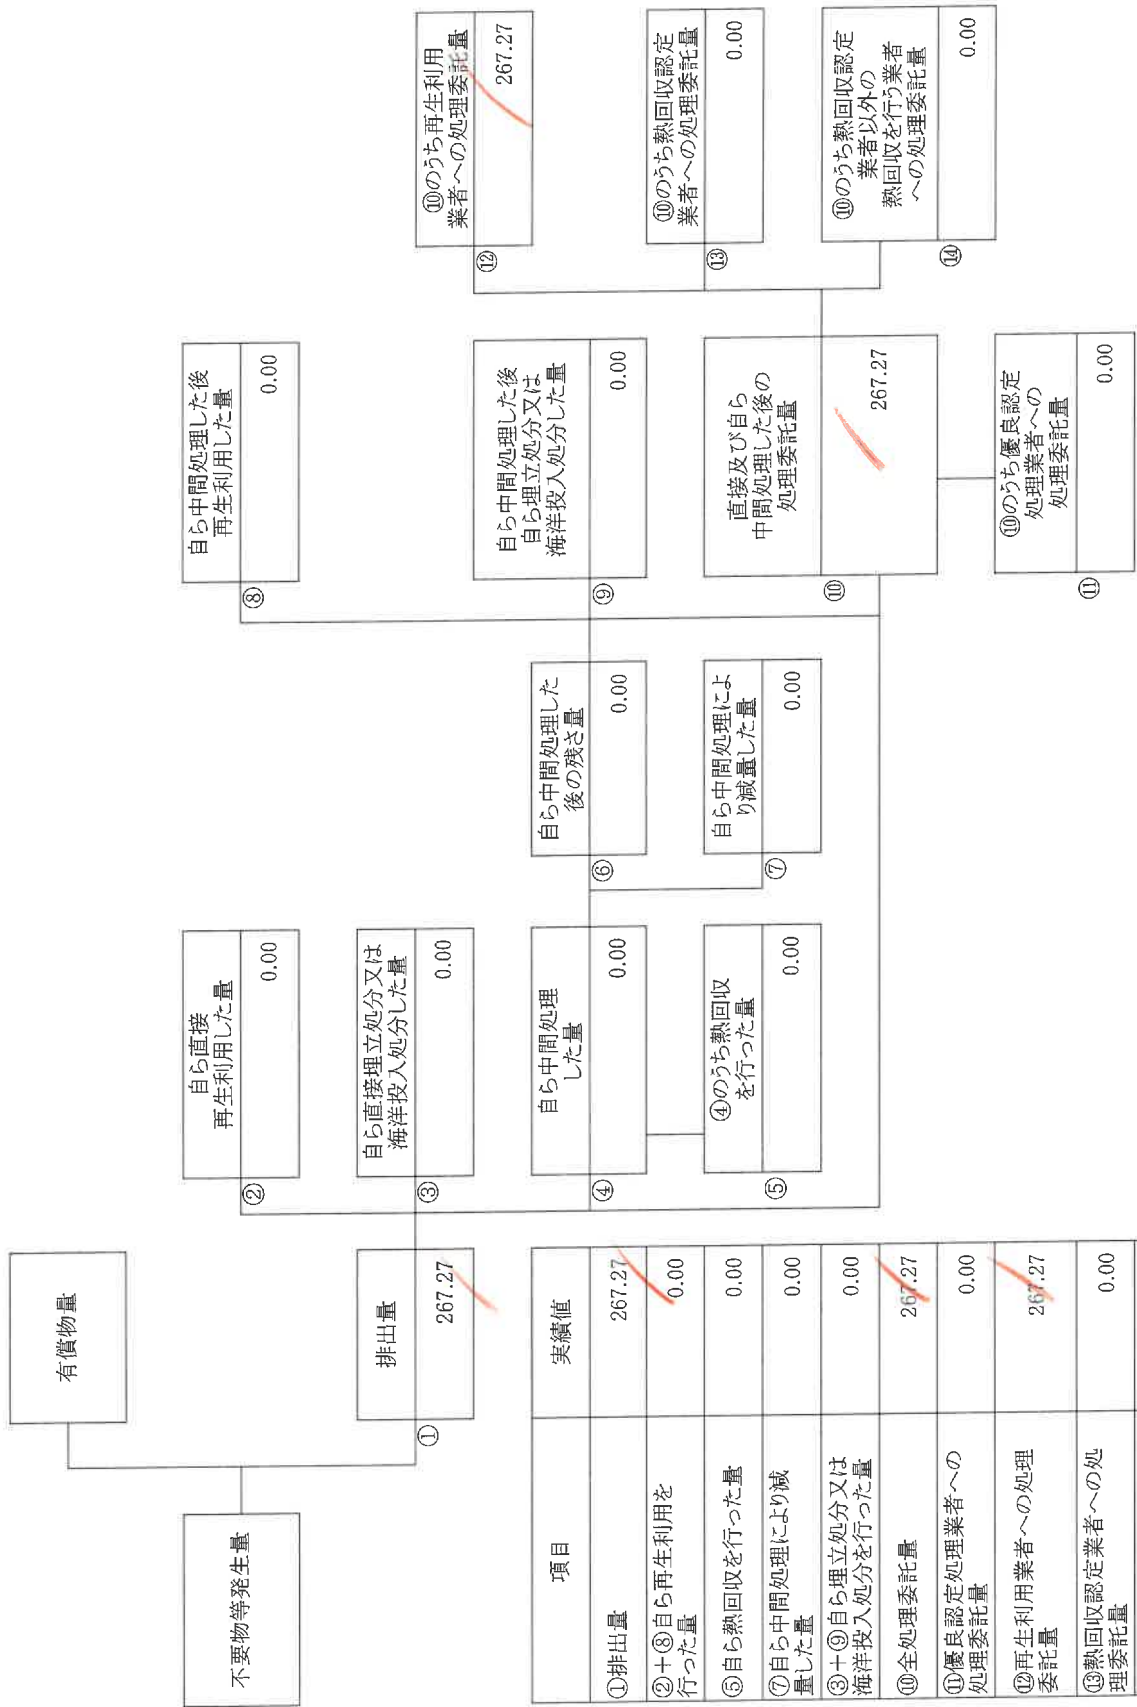 不要物等発生量
有償物量
①
排出量
267.27
②
自ら直接
再生利用した量
0.00
③
自ら直接埋立処分又は
海洋投入処分した量
0.00
④
自ら中間処理
した量
0.00
⑤
④のうち熱回収
を行った量
0.00
⑥
自ら中間処理した
後の残さ量
0.00
⑦
自ら中間処理によ
り減量した量
0.00
⑧
自ら中間処理した後
再生利用した量
0.00
⑨
自ら中間処理した後
自ら埋立処分又は
海洋投入処分した量
0.00
⑩
直接及び自ら
中間処理した後の
処理委託量
267.27
⑪
⑩のうち優良認定
処理業者への
処理委託量
0.00
⑫
⑩のうち再生利用
業者への処理委託量
267.27
⑬
⑩のうち熱回収認定
業者への処理委託量
0.00
⑭
⑩のうち熱回収認定
業者以外の
熱回収を行う業者
への処理委託量
0.00
項目
実績値
①排出量
267.27
②+⑧自ら再生利用を
行った量
0.00
⑤自ら熱回収を行った量
0.00
⑦自ら中間処理により減
量した量
0.00
③+⑨自ら埋立処分又は
海洋投入処分を行った量
0.00
⑩全処理委託量
267.27
⑪優良認定処理業者への
処理委託量
0.00
⑫再生利用業者への処理
委託量
267.27
⑬熱回収認定業者への処
理委託量
0.00